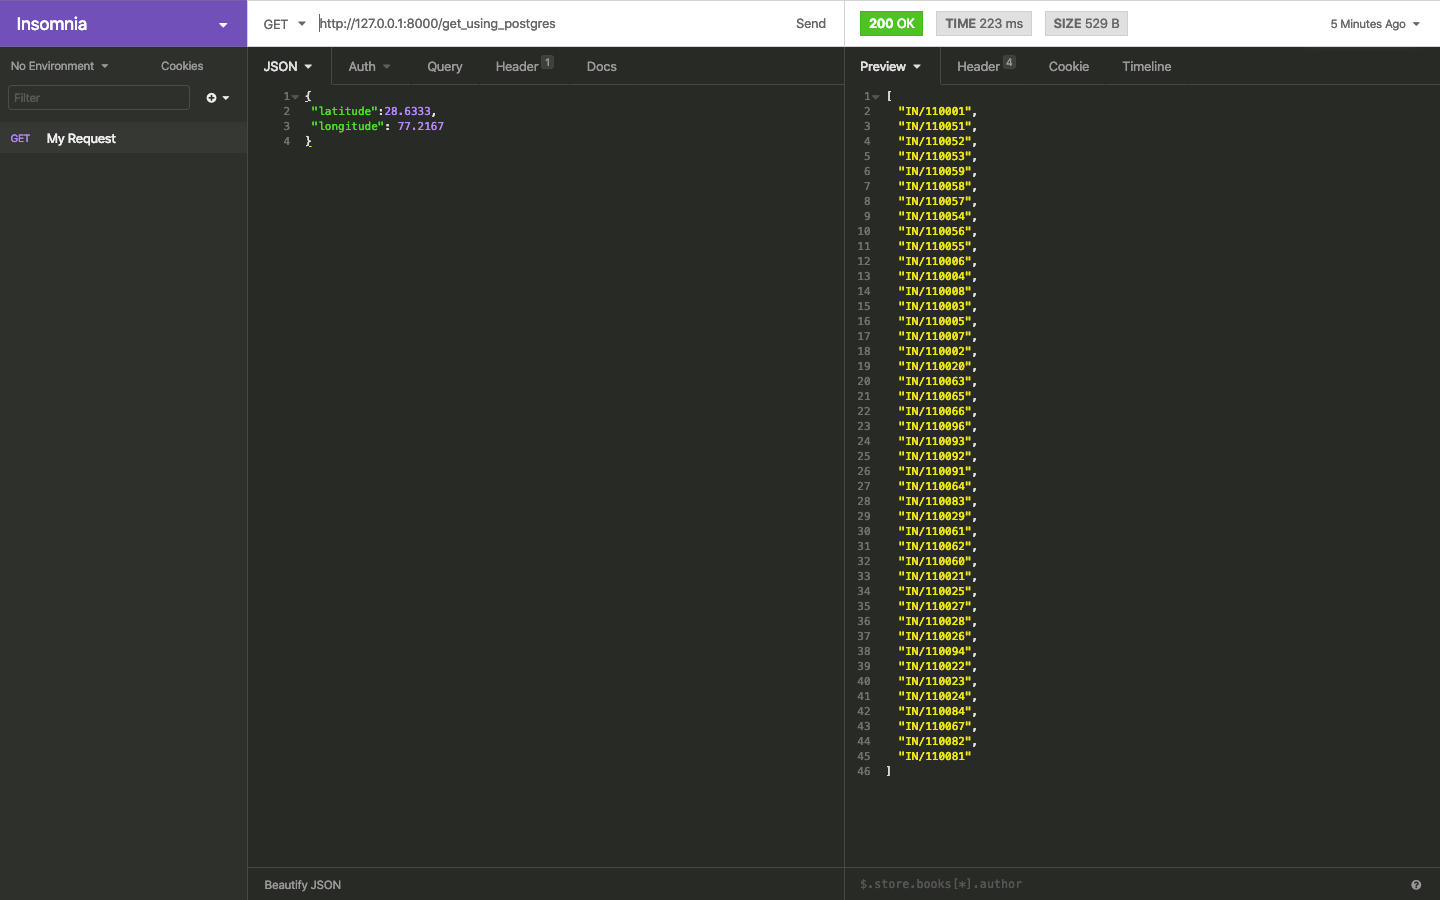 Insomnia
GET http://127.0.0.1:8000/get_using_postgres Send
200 OK TIME 223 ms SIZE 529 B 5 Minutes Ago
No Environment Cookies
Filter
GET My Request
JSON Auth Query Header 1 Docs
1 {
2 "latitude":28.6333,
3 "longitude": 77.2167
4 }
Beautify JSON
Preview Header 4 Cookie Timeline
1 [
2 "IN/110001",
3 "IN/110051",
4 "IN/110052",
5 "IN/110053",
6 "IN/110059",
7 "IN/110058",
8 "IN/110057",
9 "IN/110054",
10 "IN/110056",
11 "IN/110055",
12 "IN/110006",
13 "IN/110004",
14 "IN/110008",
15 "IN/110003",
16 "IN/110005",
17 "IN/110007",
18 "IN/110002",
19 "IN/110020",
20 "IN/110063",
21 "IN/110065",
22 "IN/110066",
23 "IN/110096",
24 "IN/110093",
25 "IN/110092",
26 "IN/110091",
27 "IN/110064",
28 "IN/110083",
29 "IN/110029",
30 "IN/110061",
31 "IN/110062",
32 "IN/110060",
33 "IN/110021",
34 "IN/110025",
35 "IN/110027",
36 "IN/110028",
37 "IN/110026",
38 "IN/110094",
39 "IN/110022",
40 "IN/110023",
41 "IN/110024",
42 "IN/110084",
43 "IN/110067",
44 "IN/110082",
45 "IN/110081"
46 ]
$.store.books[*].author